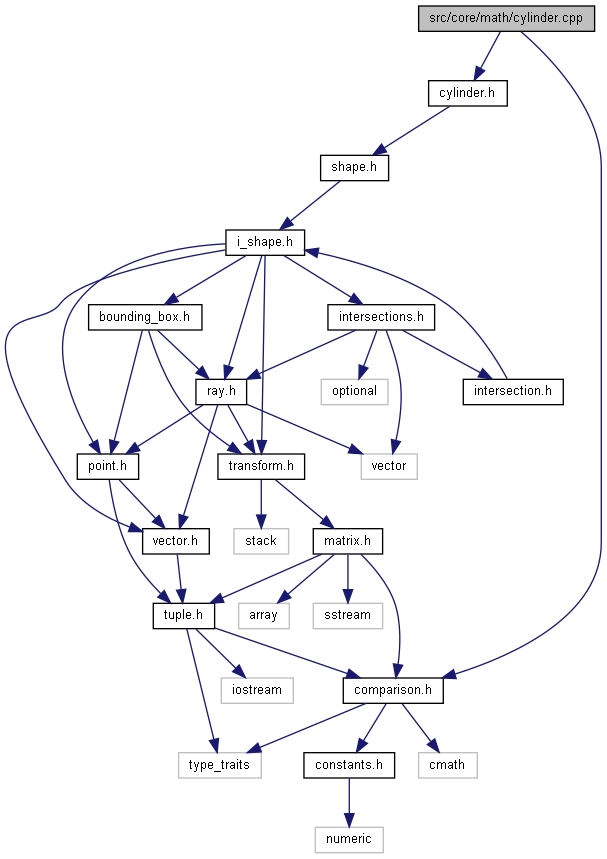 src/core/math/cylinder.cpp
cylinder.h
shape.h
i_shape.h
bounding_box.h
intersections.h
ray.h
optional
intersection.h
point.h
transform.h
vector
vector.h
stack
matrix.h
tuple.h
array
sstream
iostream
comparison.h
type_traits
constants.h
cmath
numeric